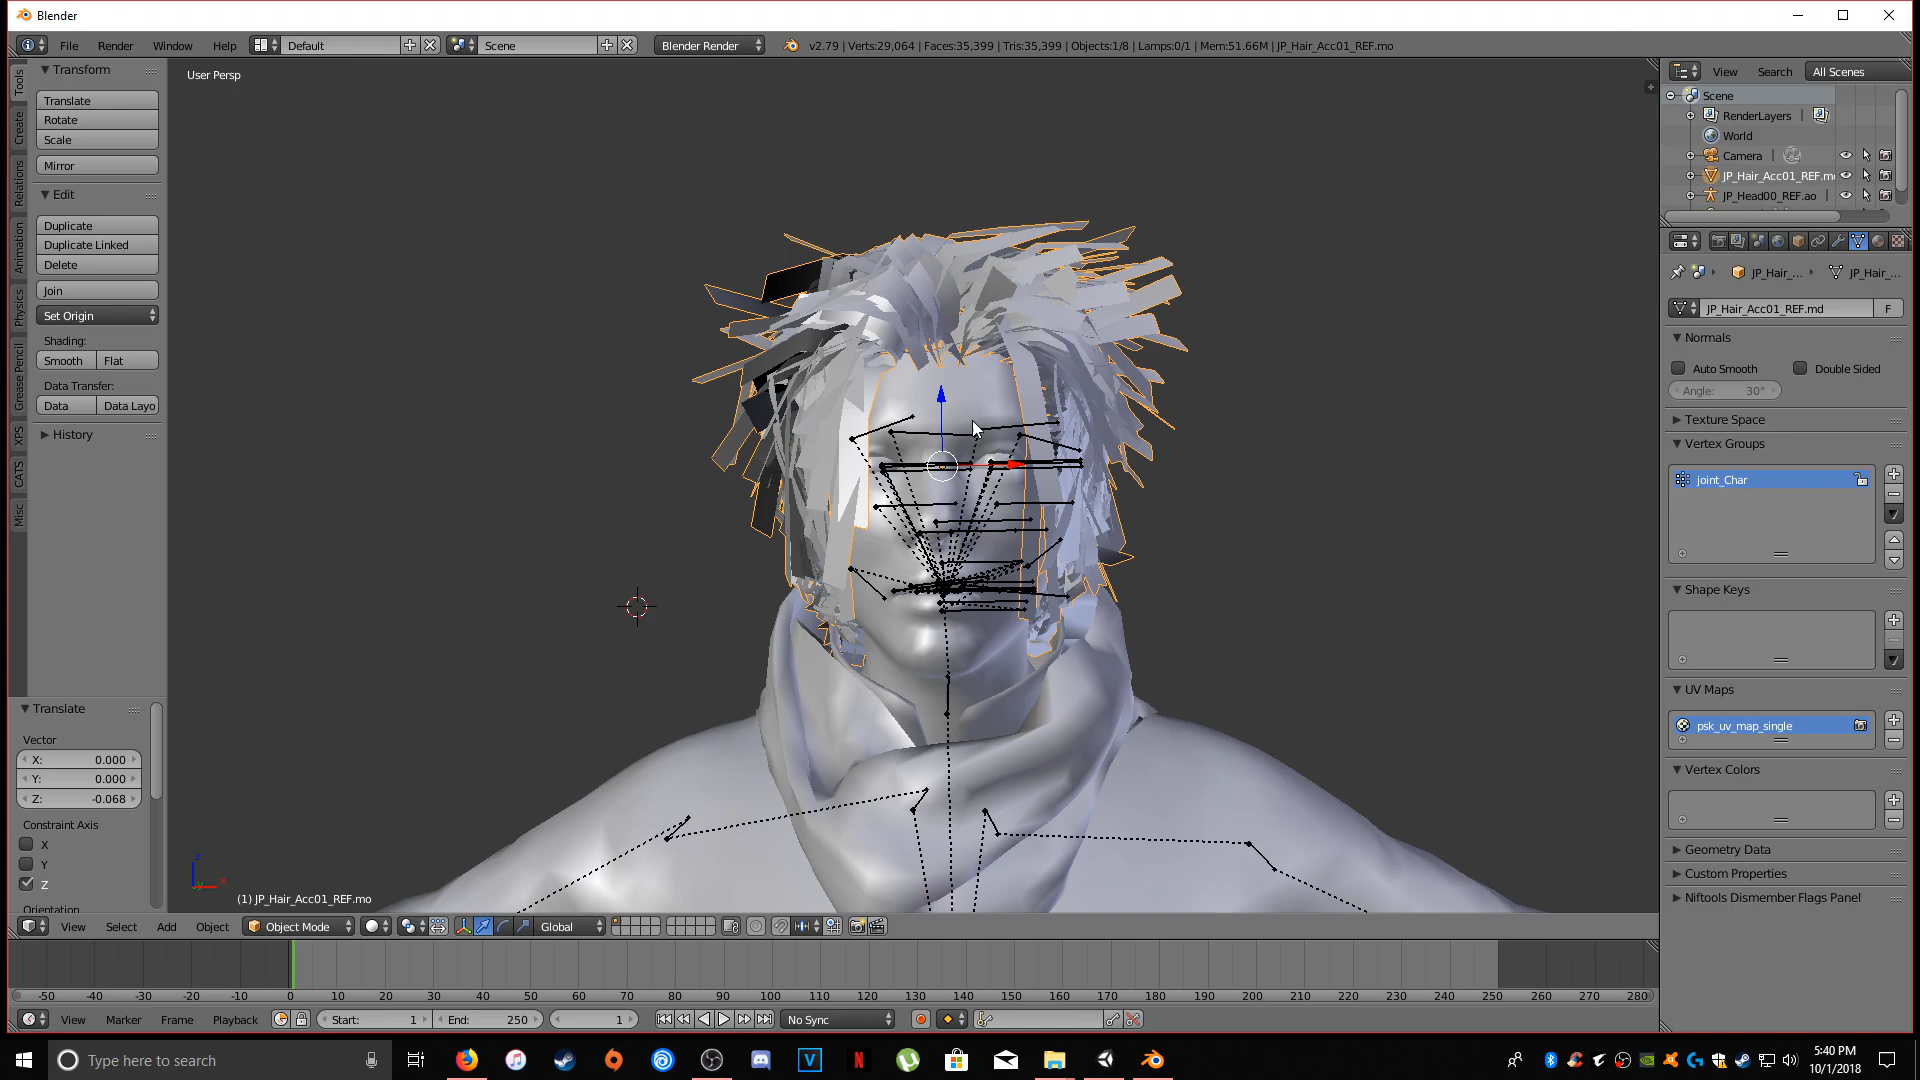 Blender
File Render Window Help Default Scene Blender Render v2.79 | Verts:29,064 | Faces:35,399 | Tris:35,399 | Objects:1/8 | Lamps:0/1 | Mem:51.66M | JP_Hair_Acc01_REF.mo
Tools
Create
Relations
Animation
Physics
Grease Pencil
XPS
CATS
Misc
Transform
Translate
Rotate
Scale
Mirror
Edit
Duplicate
Duplicate Linked
Delete
Join
Set Origin
Shading:
Smooth Flat
Data Transfer:
Data Data Layo
History
Translate
Vector
X: 0.000
Y: 0.000
Z: -0.068
Constraint Axis
X
Y
Z
Orientation
User Persp
(1) JP_Hair_Acc01_REF.mo
View Select Add Object Object Mode Global
View Search All Scenes
Scene
RenderLayers |
World
Camera |
JP_Hair_Acc01_REF.m
JP_Head00_REF.ao
JP_Hair_... JP_Hair_...
JP_Hair_Acc01_REF.md F
Normals
Auto Smooth Double Sided
Angle: 30°
Texture Space
Vertex Groups
joint_Char
Shape Keys
UV Maps
psk_uv_map_single
Vertex Colors
Geometry Data
Custom Properties
Niftools Dismember Flags Panel
-50 -40 -30 -20 -10 0 10 20 30 40 50 60 70 80 90 100 110 120 130 140 150 160 170 180 190 200 210 220 230 240 250 260 270 280
View Marker Frame Playback Start: 1 End: 250 1 No Sync
Type here to search
5:40 PM
10/1/2018